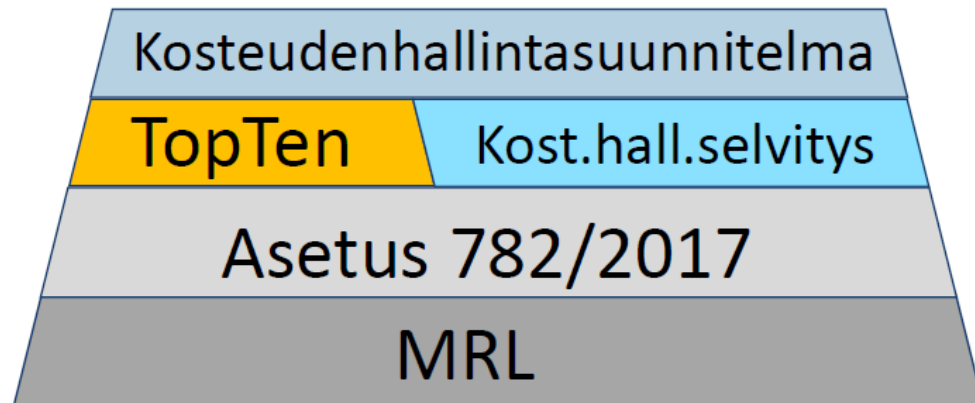 Kosteudenhallintasuunnitelma
TopTen
Kost.hall.selvitys
Asetus 782/2017
MRL